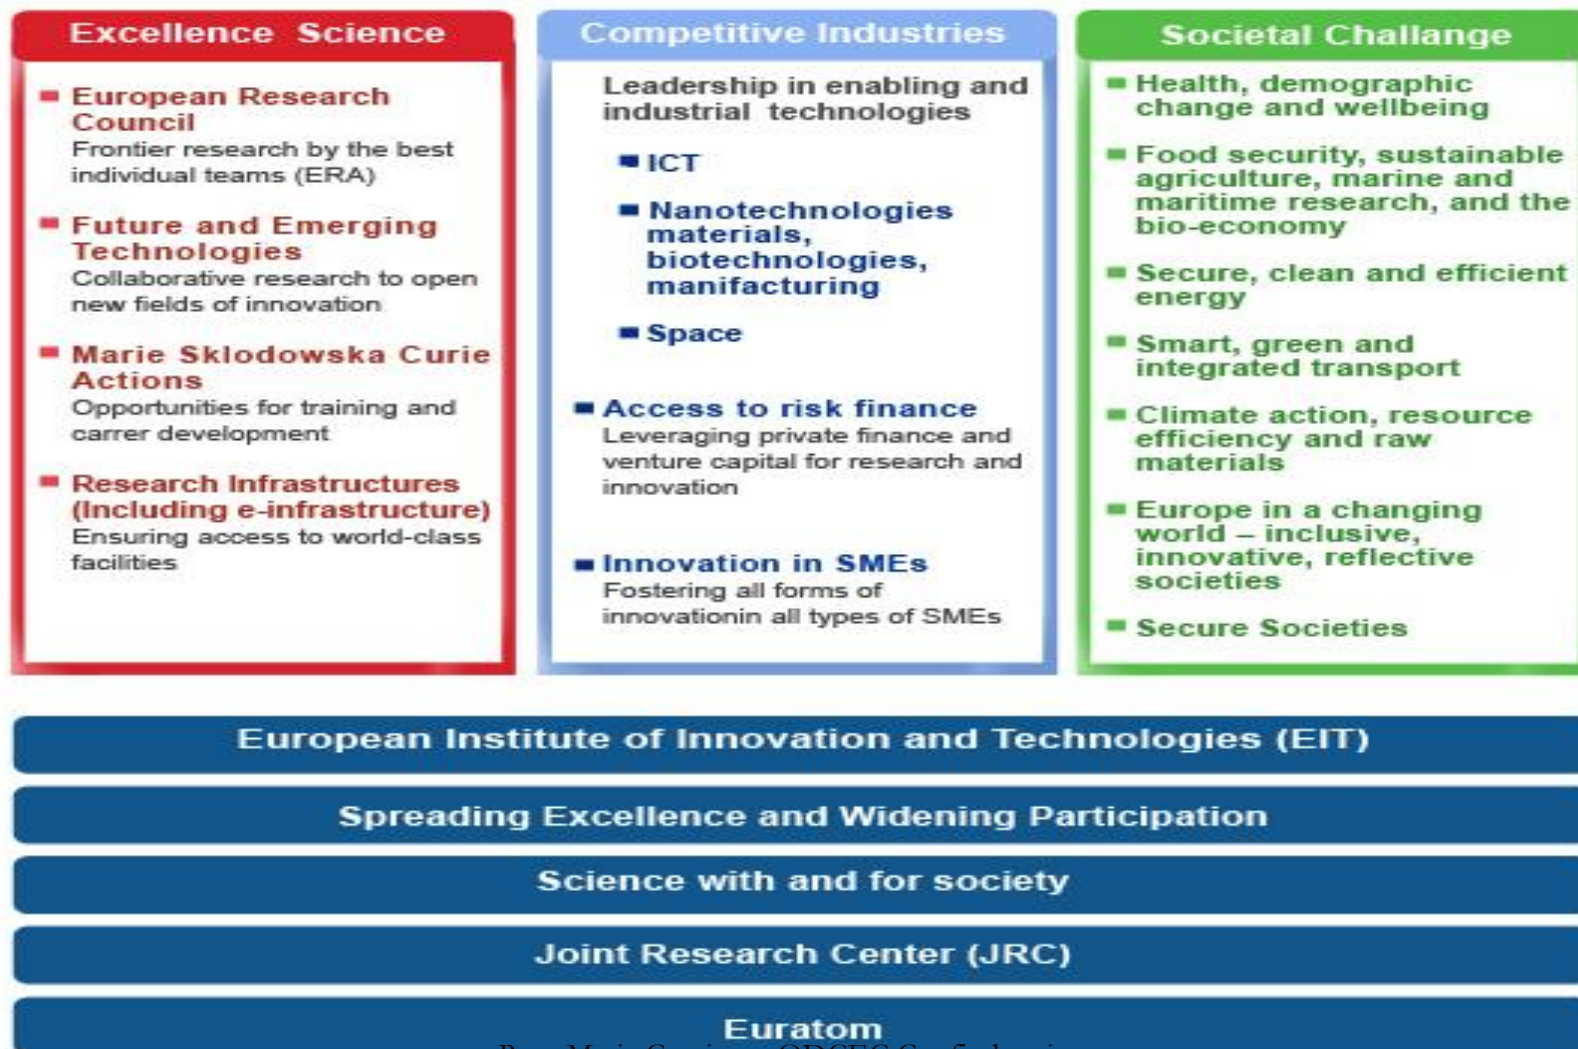 Excellence Science
European Research
Council
Frontier research by the best
individual teams (ERA)
Future and Emerging
Technologies
Collaborative research to open
new fields of innovation
Marie Sklodowska Curie
Actions
Opportunities for training and
carrer development
Research Infrastructures
(Including e-infrastructure)
Ensuring access to world-class
facilities
Competitive Industries
Leadership in enabling and
industrial technologies
ICT
Nanotechnologies
materials,
biotechnologies,
manifacturing
Space
Access to risk finance
Leveraging private finance and
venture capital for research and
innovation
Innovation in SMEs
Fostering all forms of
innovationin all types of SMEs
Societal Challange
Health, demographic
change and wellbeing
Food security, sustainable
agriculture, marine and
maritime research, and the
bio-economy
Secure, clean and efficient
energy
Smart, green and
integrated transport
Climate action, resource
efficiency and raw
materials
Europe in a changing
world – inclusive,
innovative, reflective
societies
Secure Societies
European Institute of Innovation and Technologies (EIT)
Spreading Excellence and Widening Participation
Science with and for society
Joint Research Center (JRC)
Euratom